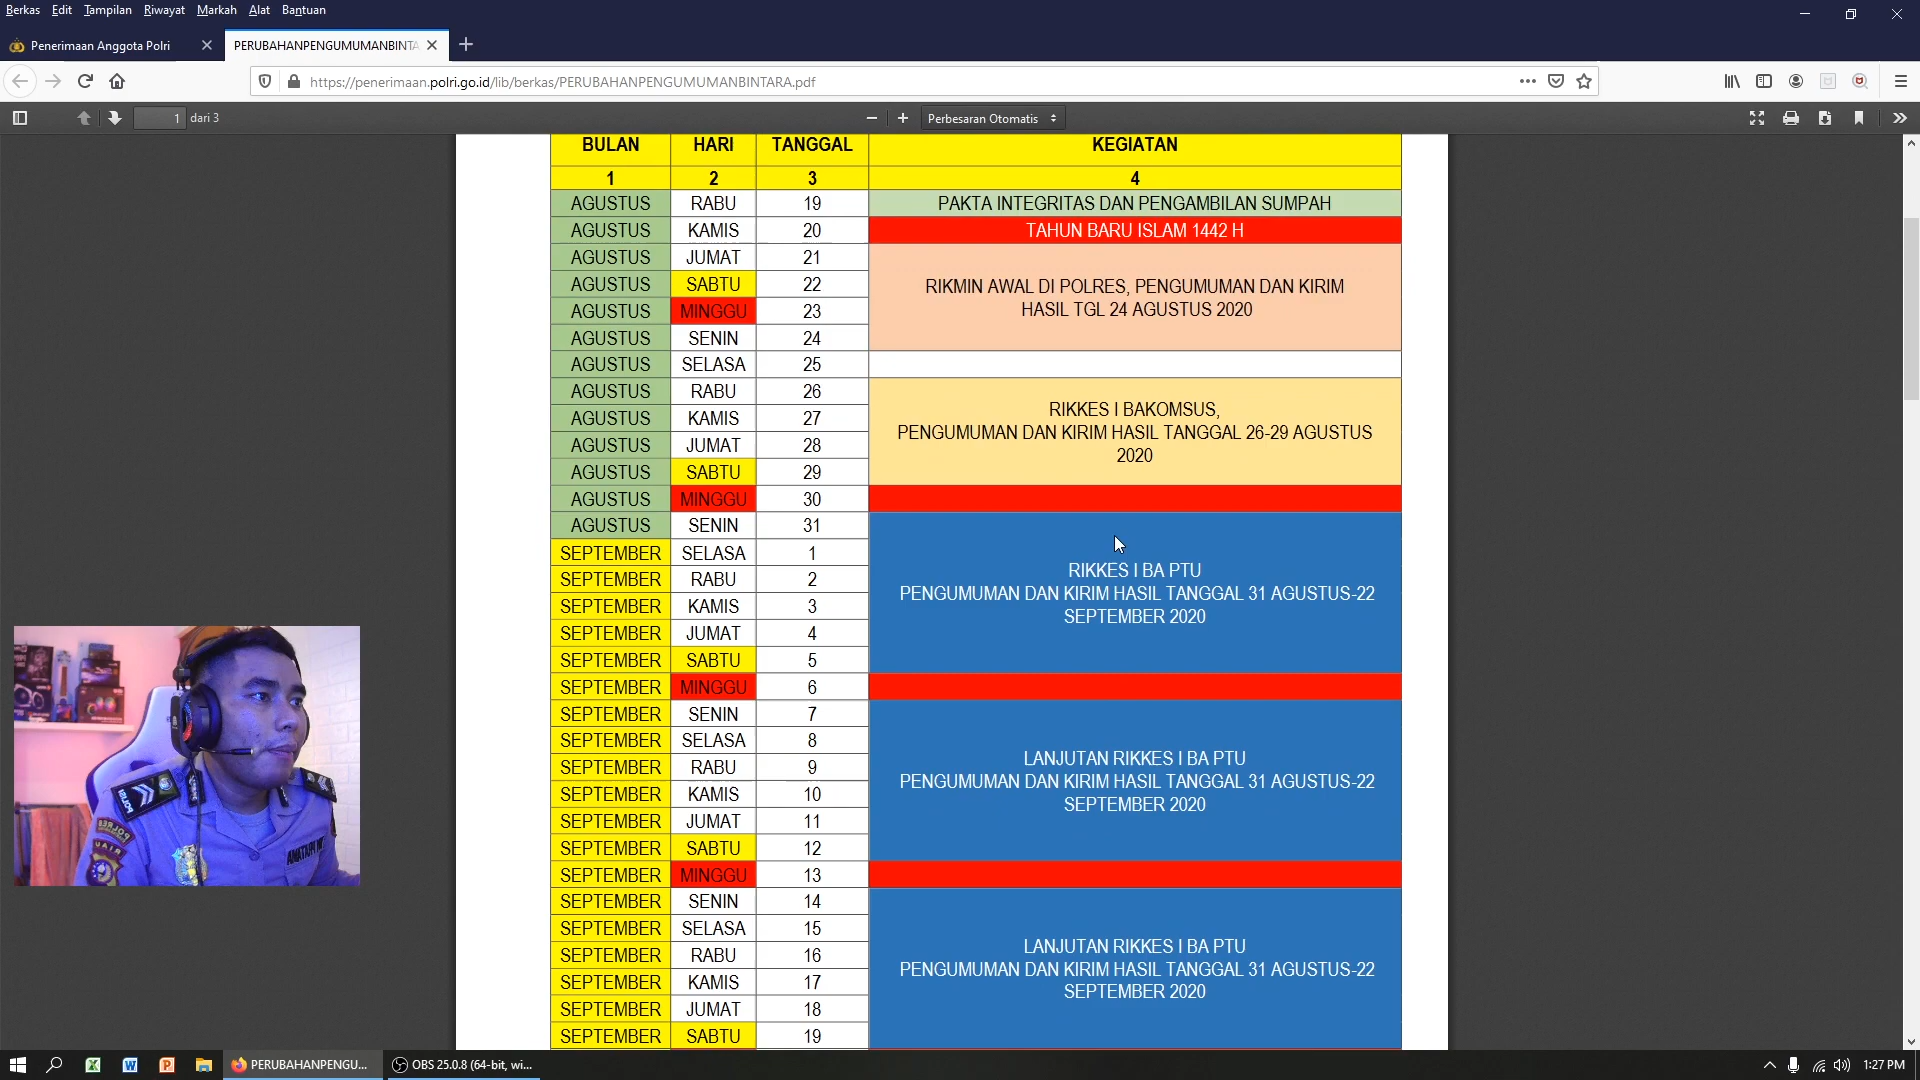 Berkas Edit Tampilan Riwayat Markah Alat Bantuan
Penerimaan Anggota Polri
PERUBAHANPENGUMUMANBINTA
https://penerimaan.polri.go.id/lib/berkas/PERUBAHANPENGUMUMANBINTARA.pdf
1 dari 3
Perbesaran Otomatis
BULAN HARI TANGGAL KEGIATAN
1 2 3 4
AGUSTUS RABU 19 PAKTA INTEGRITAS DAN PENGAMBILAN SUMPAH
AGUSTUS KAMIS 20 TAHUN BARU ISLAM 1442 H
AGUSTUS JUMAT 21
AGUSTUS SABTU 22
RIKMIN AWAL DI POLRES, PENGUMUMAN DAN KIRIM
HASIL TGL 24 AGUSTUS 2020
AGUSTUS MINGGU 23
AGUSTUS SENIN 24
AGUSTUS SELASA 25
AGUSTUS RABU 26
RIKKES I BAKOMSUS,
PENGUMUMAN DAN KIRIM HASIL TANGGAL 26-29 AGUSTUS
2020
AGUSTUS KAMIS 27
AGUSTUS JUMAT 28
AGUSTUS SABTU 29
AGUSTUS MINGGU 30
AGUSTUS SENIN 31
SEPTEMBER SELASA 1
RIKKES I BA PTU
PENGUMUMAN DAN KIRIM HASIL TANGGAL 31 AGUSTUS-22
SEPTEMBER 2020
SEPTEMBER RABU 2
SEPTEMBER KAMIS 3
SEPTEMBER JUMAT 4
SEPTEMBER SABTU 5
SEPTEMBER MINGGU 6
SEPTEMBER SENIN 7
SEPTEMBER SELASA 8
LANJUTAN RIKKES I BA PTU
PENGUMUMAN DAN KIRIM HASIL TANGGAL 31 AGUSTUS-22
SEPTEMBER 2020
SEPTEMBER RABU 9
SEPTEMBER KAMIS 10
SEPTEMBER JUMAT 11
SEPTEMBER SABTU 12
SEPTEMBER MINGGU 13
SEPTEMBER SENIN 14
SEPTEMBER SELASA 15
LANJUTAN RIKKES I BA PTU
PENGUMUMAN DAN KIRIM HASIL TANGGAL 31 AGUSTUS-22
SEPTEMBER 2020
SEPTEMBER RABU 16
SEPTEMBER KAMIS 17
SEPTEMBER JUMAT 18
SEPTEMBER SABTU 19
POLRES
RIAU
PERUBAHANPENGU...
OBS 25.0.8 (64-bit, wi...
1:27 PM